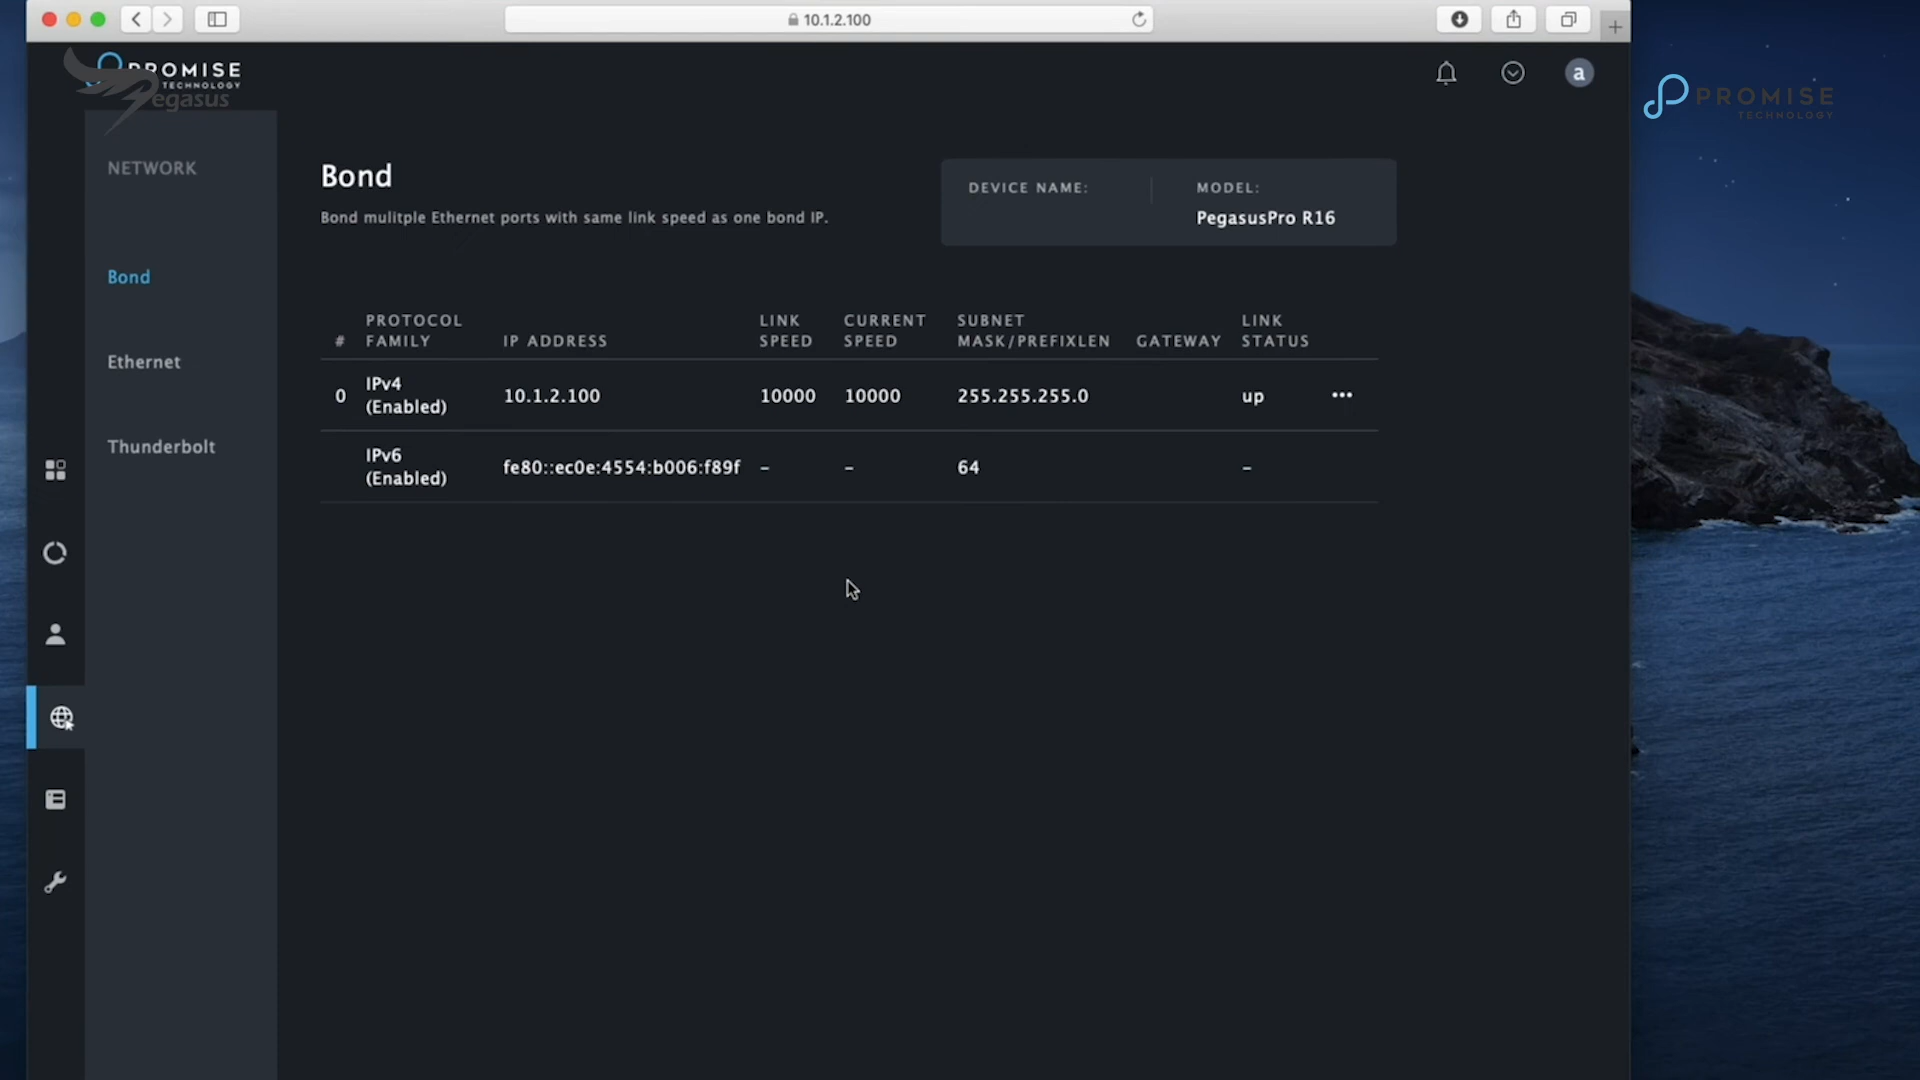 10.1.2.100
PROMISE
TECHNOLOGY
Pegasus
a
PROMISE
TECHNOLOGY
NETWORK
Bond
Ethernet
Thunderbolt
Bond
Bond mulitple Ethernet ports with same link speed as one bond IP.
DEVICE NAME:
MODEL:
PegasusPro R16
# PROTOCOL FAMILY IP ADDRESS LINK SPEED CURRENT SPEED SUBNET MASK/PREFIXLEN GATEWAY LINK STATUS
0 IPv4 (Enabled) 10.1.2.100 10000 10000 255.255.255.0 up •••
IPv6 (Enabled) fe80::ec0e:4554:b006:f89f – – 64 –